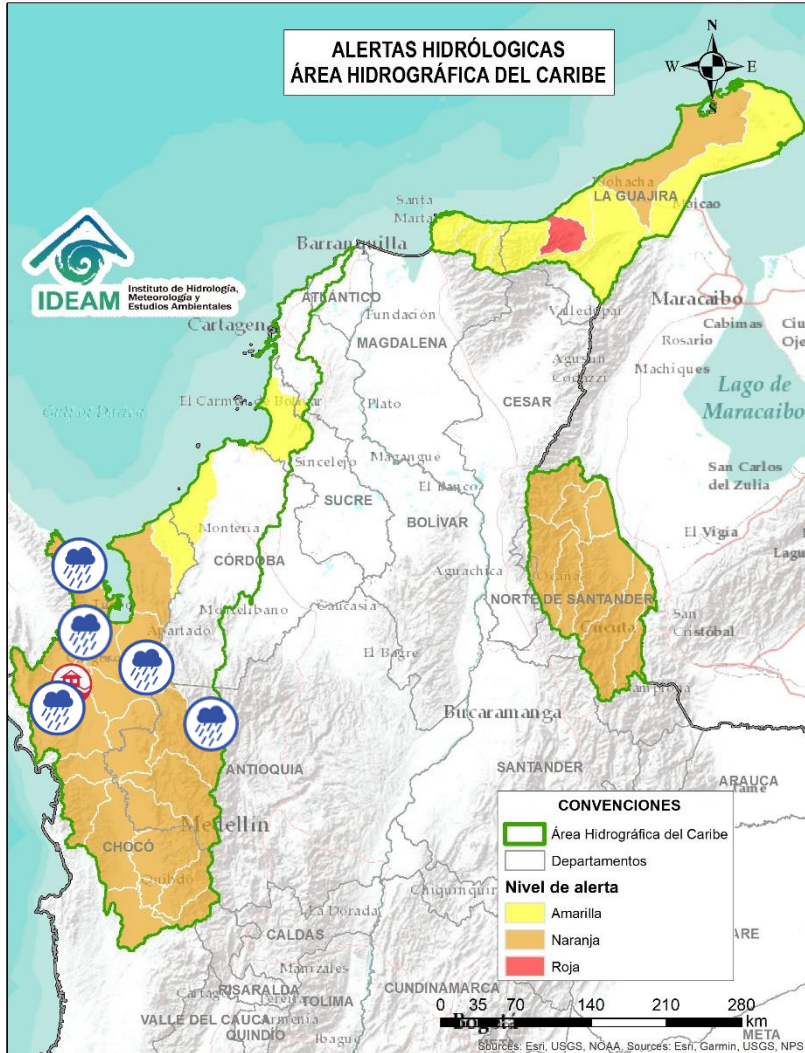 ALERTAS HIDRÓLOGICAS
ÁREA HIDROGRÁFICA DEL CARIBE
N
W E
S
LA GUAJIRA
Maicao
Santa
Marta
Barranquilla
IDEAM
Instituto de Hidrología,
Meteorología y
Estudios Ambientales
ATLÁNTICO
Fundación
Valledupar
Maracaibo
Cabimas
Rosario
Machiques
MAGDALENA
Agustín
Codazzi
Lago de
Maracaibo
CESAR
El Carmen de Bolívar
Plato
Sincelejo
Magangué
SUCRE
El Banco
BOLÍVAR
San Carlos
del Zulia
Montería
CÓRDOBA
El Vigía
Aguachica
Ocaña
NORTE DE SANTANDER
Montelíbano
Caucasia
Apartado
San
Cristóbal
Cucuta
El Bagre
Bucaramanga
ANTIOQUIA
SANTANDER
ARAUCA
Medellín
CHOCÓ
Quibdó
La Dorada
CALDAS
Manizales
RISARALDA
Pereira
TOLIMA
CUNDINAMARCA
VALLE DEL CAUCA
Armenia
QUINDÍO
Ibague
Bogotá
META
CONVENCIONES
Área Hidrográfica del Caribe
Departamentos
Nivel de alerta
Amarilla
Naranja
Roja
0 35 70 140 210 280
km
Sources: Esri, USGS, NOAA, Sources: Esri, Garmin, USGS, NPS